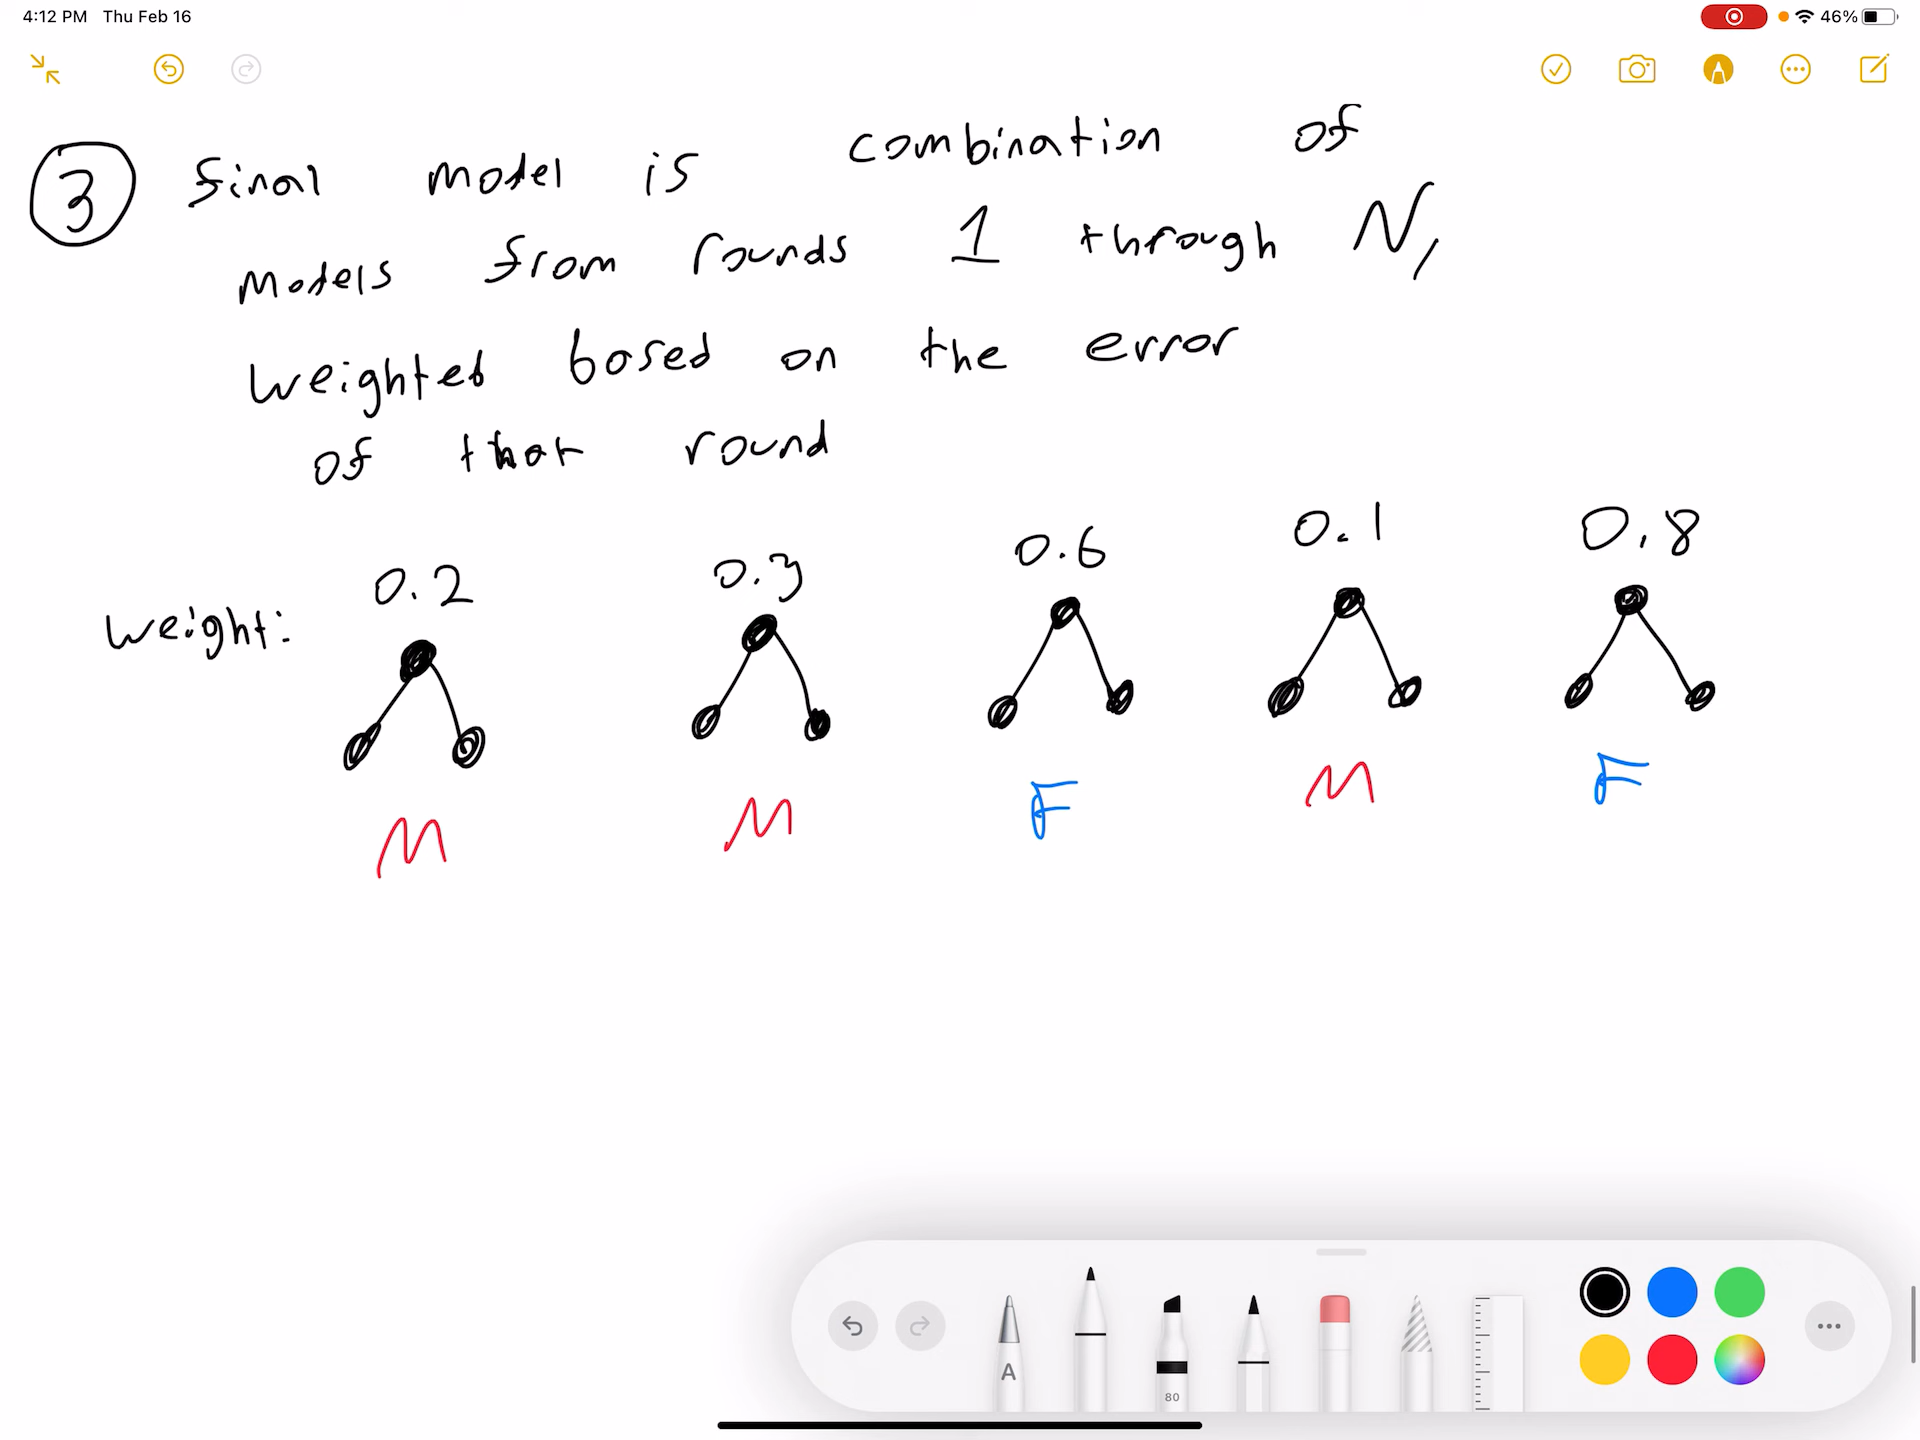 4:12 PM Thu Feb 16
46%
3 final model is combination of
models from rounds 1 through N,
weighted based on the error
of that round
0.2 0.3 0.6 0.1 0.8
weight:
M M F M F
A
80